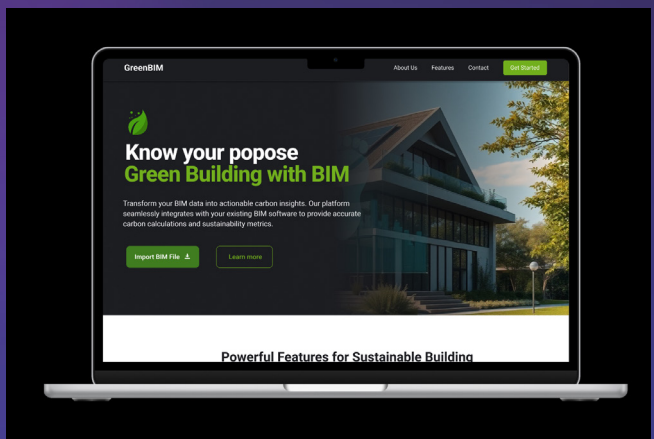 GreenBIM
About Us
Features
Contact
Get Started
Know your popose
Green Building with BIM
Transform your BIM data into actionable carbon insights. Our platform
seamlessly integrates with your existing BIM software to provide accurate
carbon calculations and sustainability metrics.
Import BIM File
Learn more
Powerful Features for Sustainable Building